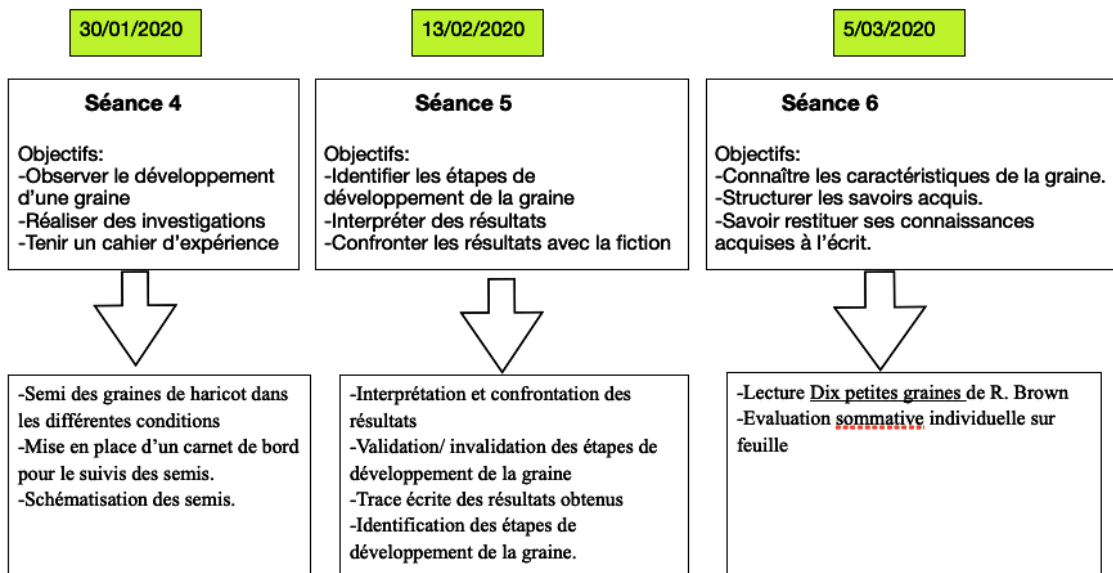 30/01/2020
13/02/2020
5/03/2020
Séance 4
Objectifs:
-Observer le développement
d'une graine
-Réaliser des investigations
-Tenir un cahier d'expérience
Séance 5
Objectifs:
-Identifier les étapes de
développement de la graine
-Interpréter des résultats
-Confronter les résultats avec la fiction
Séance 6
Objectifs:
-Connaître les caractéristiques de la graine.
-Structurer les savoirs acquis.
-Savoir restituer ses connaissances
acquises à l'écrit.
-Semi des graines de haricot dans
les différentes conditions
-Mise en place d'un carnet de bord
pour le suivis des semis.
-Schématisation des semis.
-Interprétation et confrontation des
résultats
-Validation/ invalidation des étapes de
développement de la graine
-Trace écrite des résultats obtenus
-Identification des étapes de
développement de la graine.
-Lecture Dix petites graines de R. Brown
-Evaluation sommative individuelle sur
feuille